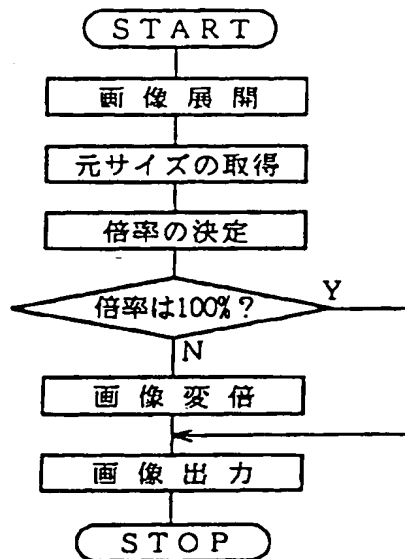 START
画像展開
元サイズの取得
倍率の決定
倍率は100%?
Y
N
画像変倍
画像出力
STOP